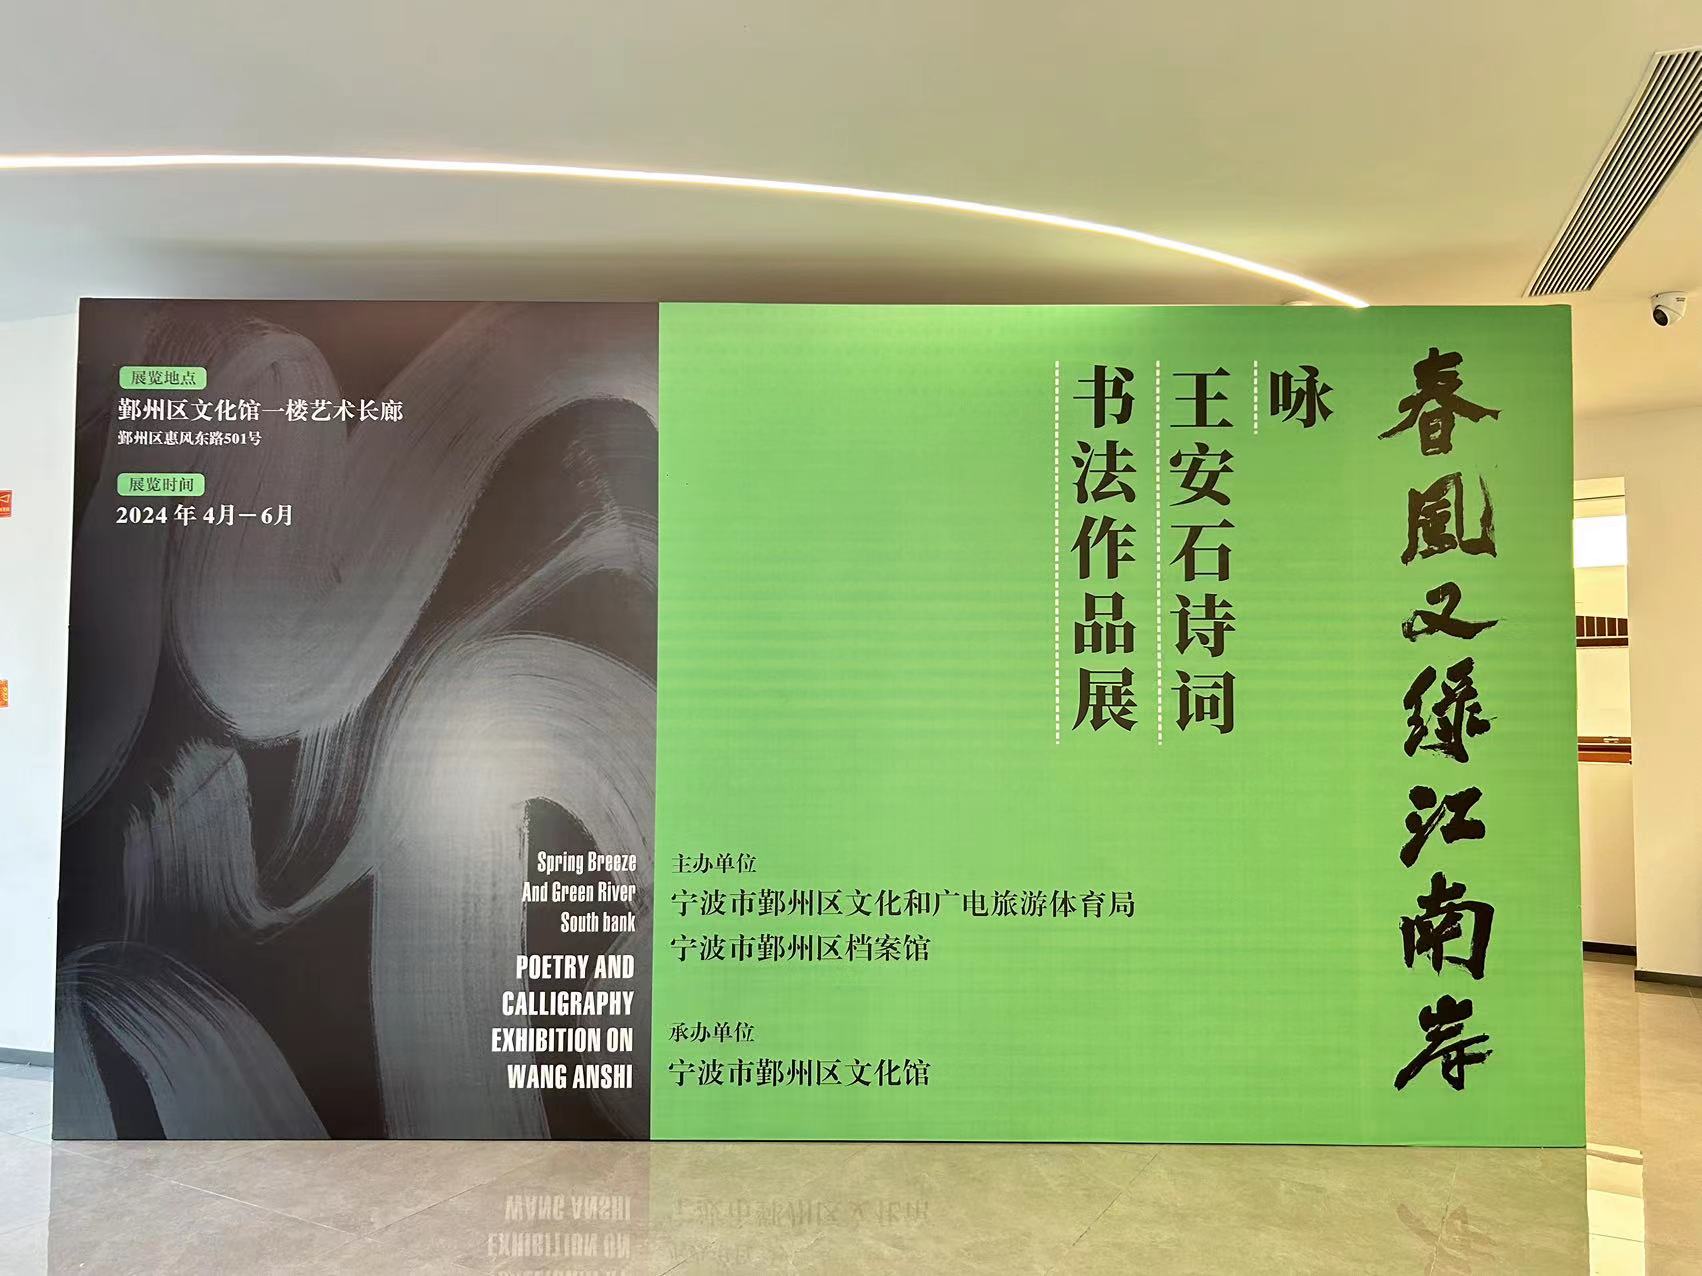 春风又绿江南岸
咏
王安石诗词
书法作品展
展览地点
鄞州区文化馆一楼艺术长廊
鄞州区惠风东路501号
展览时间
2024 年 4月－6月
Spring Breeze
And Green River
South bank
POETRY AND
CALLIGRAPHY
EXHIBITION ON
WANG ANSHI
主办单位
宁波市鄞州区文化和广电旅游体育局
宁波市鄞州区档案馆
承办单位
宁波市鄞州区文化馆